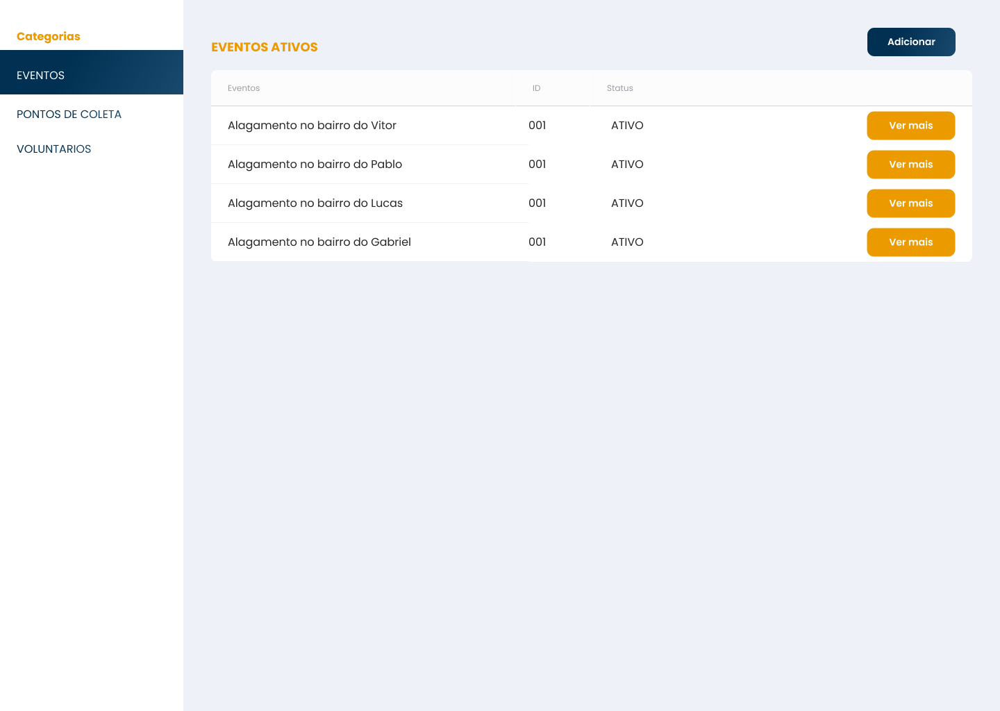 Categorias
EVENTOS
PONTOS DE COLETA
VOLUNTARIOS
EVENTOS ATIVOS
Adicionar
Eventos ID Status
Alagamento no bairro do Vitor 001 ATIVO Ver mais
Alagamento no bairro do Pablo 001 ATIVO Ver mais
Alagamento no bairro do Lucas 001 ATIVO Ver mais
Alagamento no bairro do Gabriel 001 ATIVO Ver mais